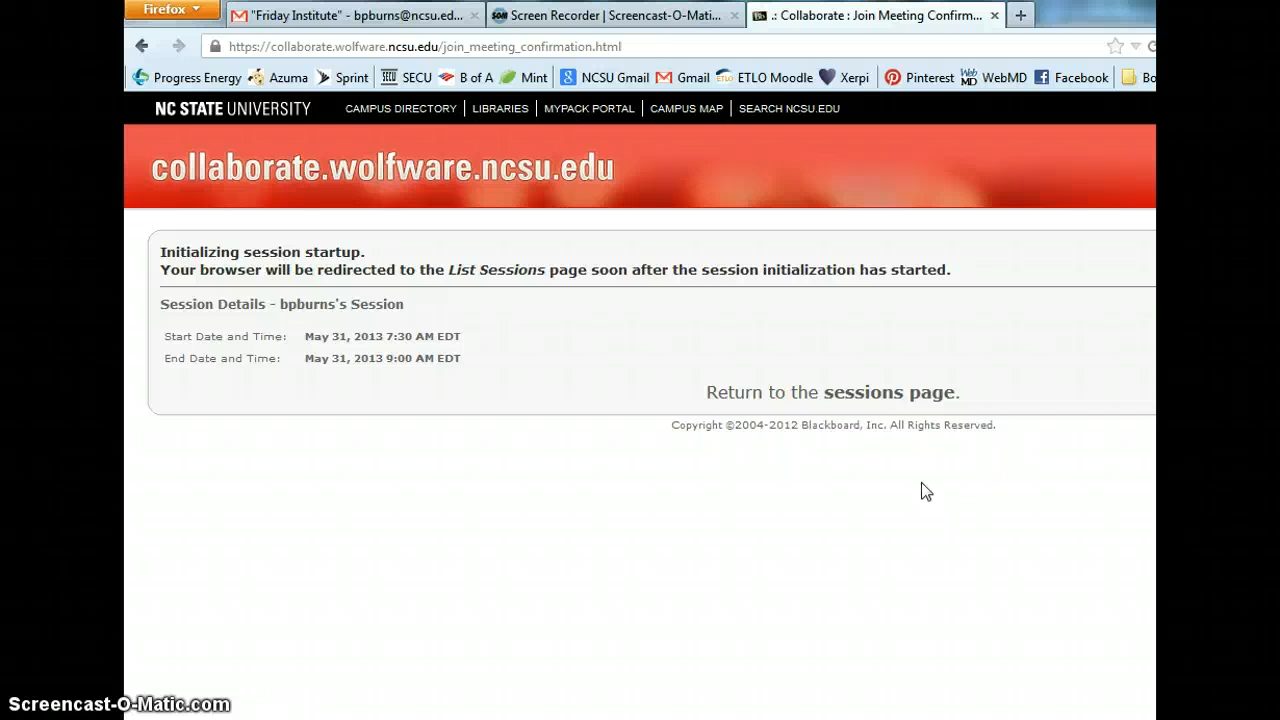 Firefox
"Friday Institute" - bpburns@ncsu.ed...
Screen Recorder | Screencast-O-Mati...
.: Collaborate : Join Meeting Confirm...
https://collaborate.wolfware.ncsu.edu/join_meeting_confirmation.html
Progress Energy Azuma Sprint SECU B of A Mint NCSU Gmail Gmail ETLO Moodle Xerpi Pinterest WebMD Facebook Bo
NC STATE UNIVERSITY CAMPUS DIRECTORY LIBRARIES MYPACK PORTAL CAMPUS MAP SEARCH NCSU.EDU
collaborate.wolfware.ncsu.edu
Initializing session startup.
Your browser will be redirected to the List Sessions page soon after the session initialization has started.
Session Details - bpburns's Session
Start Date and Time: May 31, 2013 7:30 AM EDT
End Date and Time: May 31, 2013 9:00 AM EDT
Return to the sessions page.
Copyright ©2004-2012 Blackboard, Inc. All Rights Reserved.
Screencast-O-Matic.com